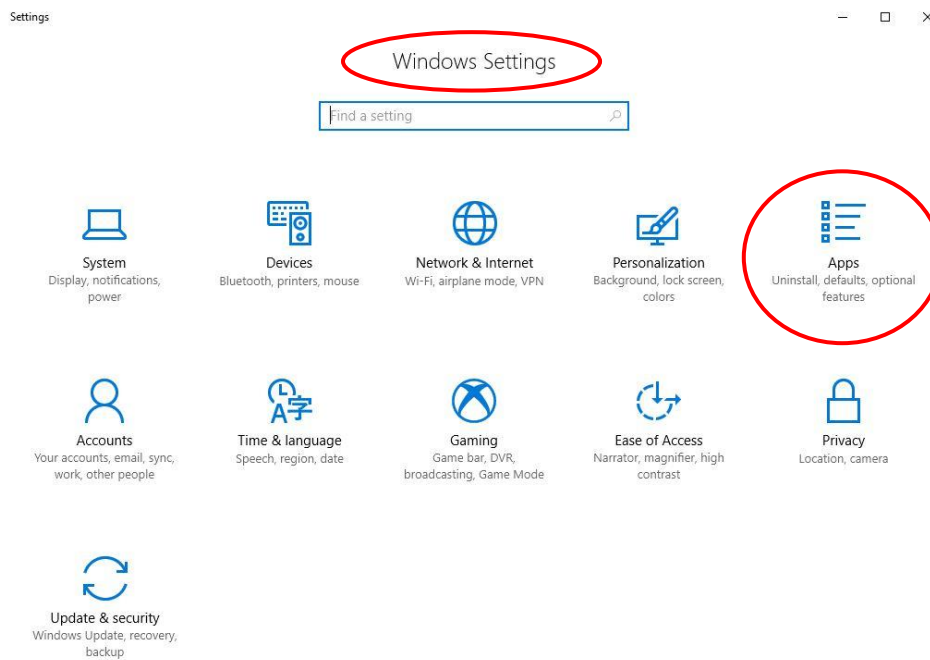 Settings
Windows Settings
Find a setting
System
Display, notifications,
power
Devices
Bluetooth, printers, mouse
Network & Internet
Wi-Fi, airplane mode, VPN
Personalization
Background, lock screen,
colors
Apps
Uninstall, defaults, optional
features
Accounts
Your accounts, email, sync,
work, other people
Time & language
Speech, region, date
Gaming
Game bar, DVR,
broadcasting, Game Mode
Ease of Access
Narrator, magnifier, high
contrast
Privacy
Location, camera
Update & security
Windows Update, recovery,
backup